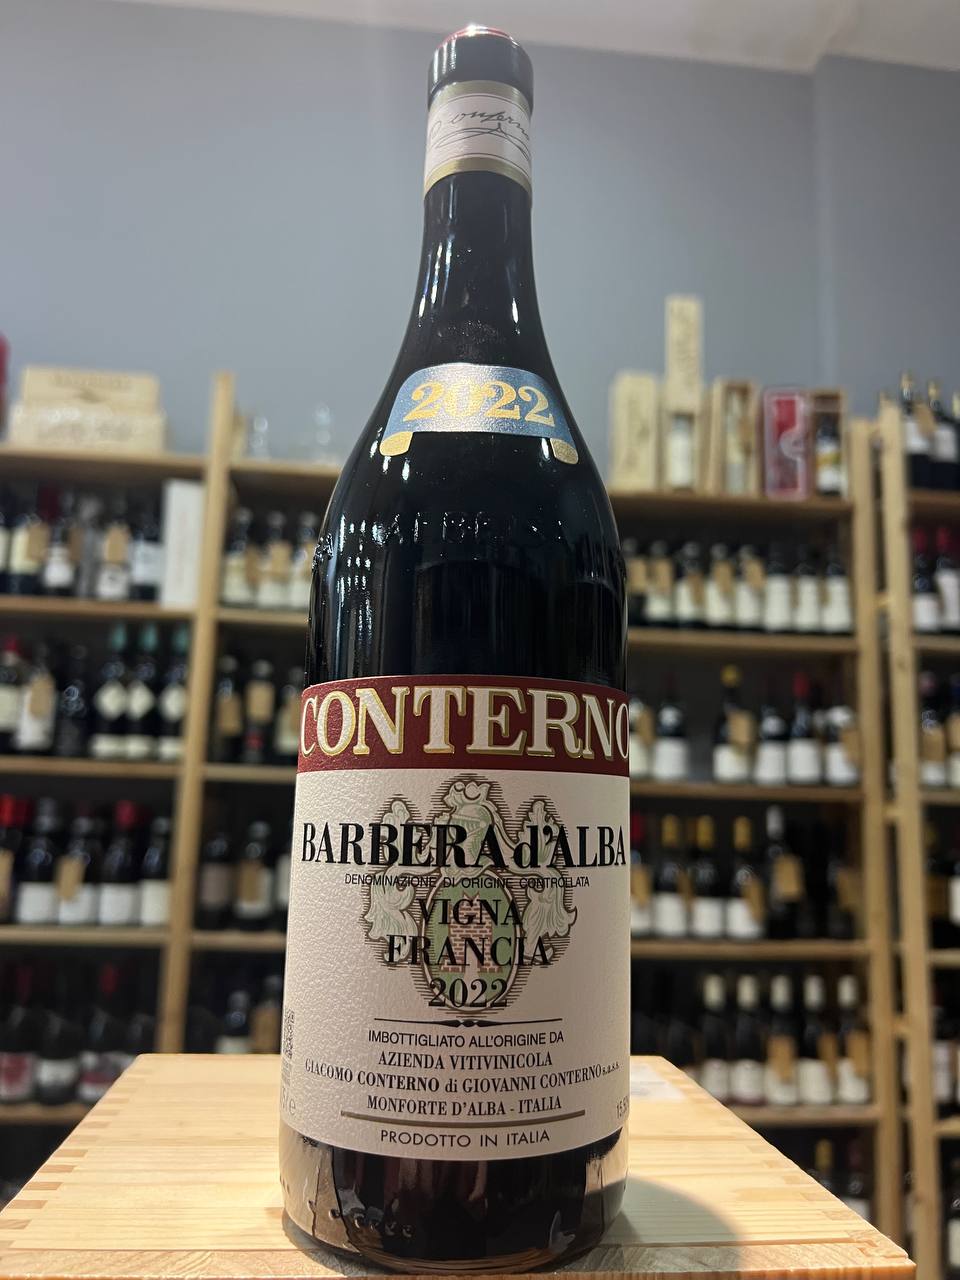 Conterno
2022
CONTERNO
BARBERA d'ALBA
DENOMINAZIONE DI ORIGINE CONTROLLATA
VIGNA
FRANCIA
2022
IMBOTTIGLIATO ALL'ORIGINE DA
AZIENDA VITIVINICOLA
GIACOMO CONTERNO di GIOVANNI CONTERNO s.a.s.
MONFORTE D'ALBA - ITALIA
PRODOTTO IN ITALIA